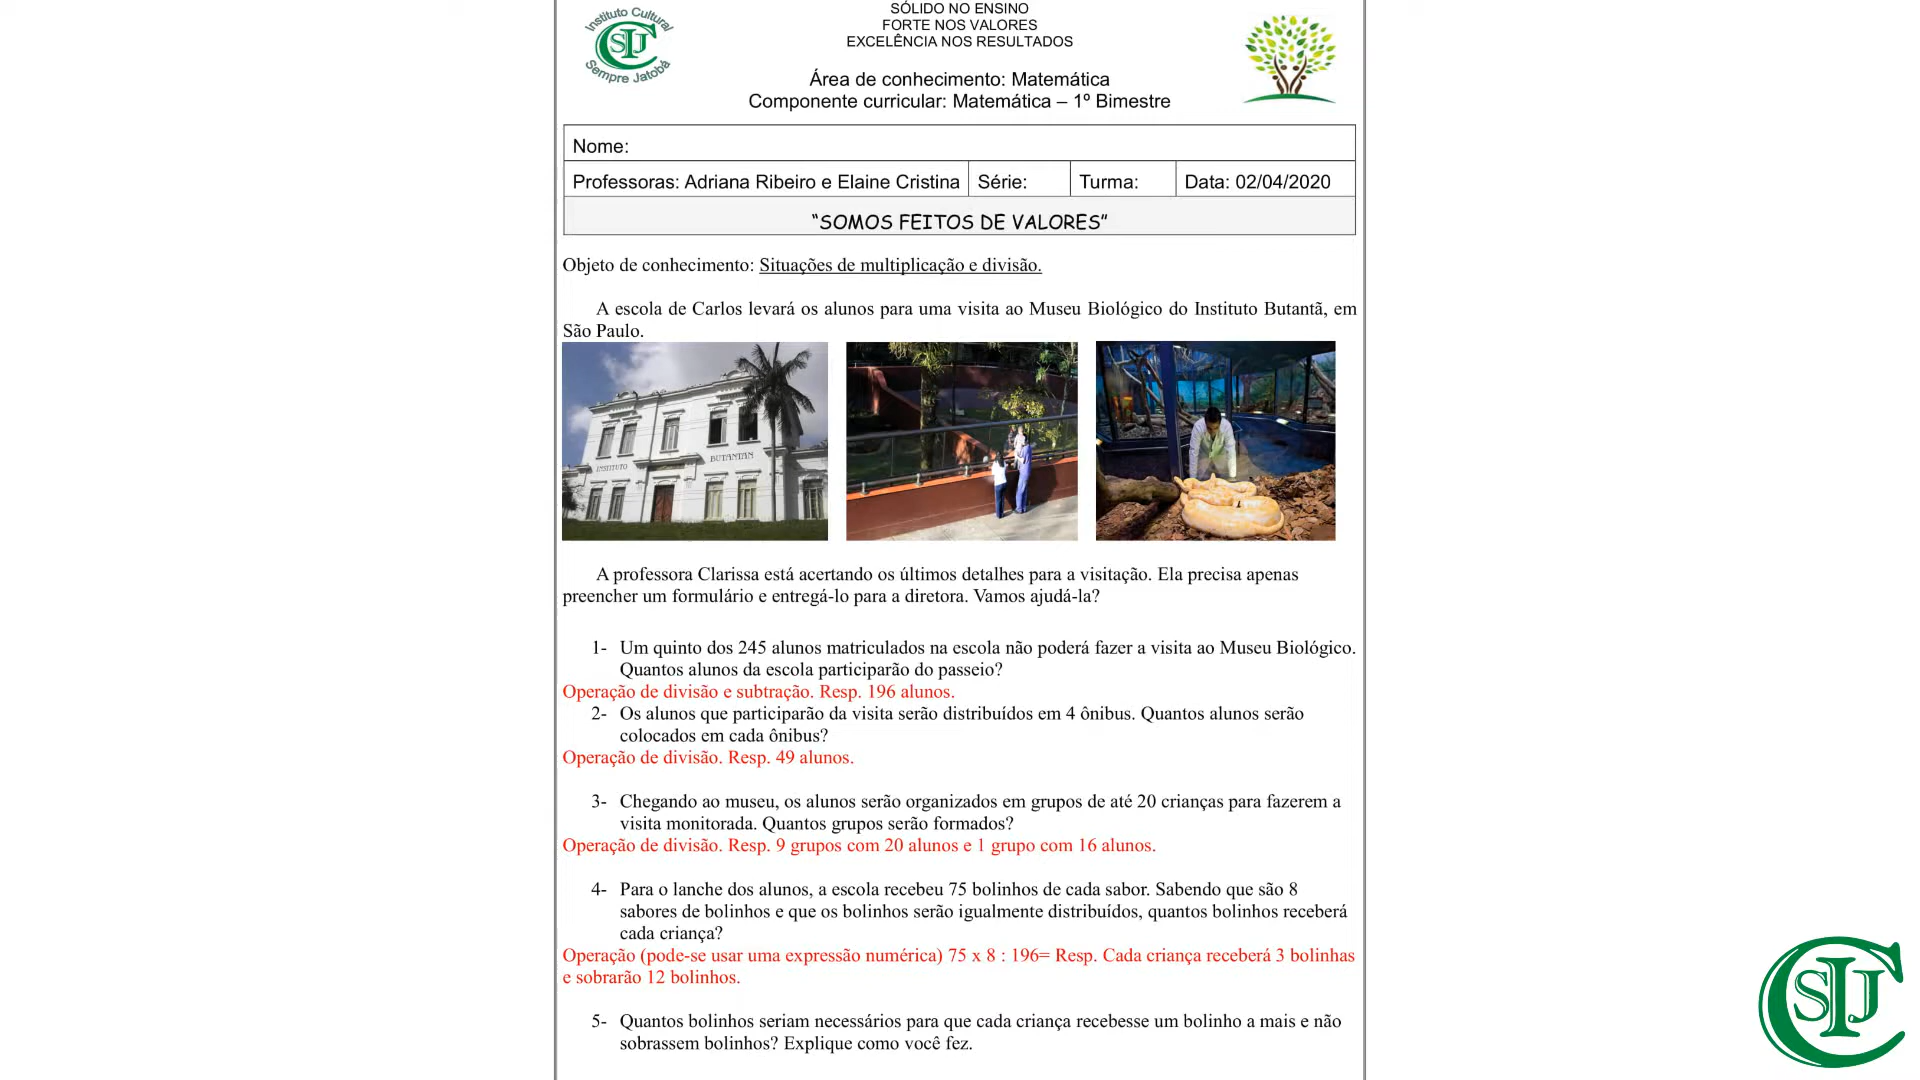 Instituto Cultural
CSIJ
Sempre Jatobá
SÓLIDO NO ENSINO
FORTE NOS VALORES
EXCELÊNCIA NOS RESULTADOS
Área de conhecimento: Matemática
Componente curricular: Matemática – 1º Bimestre
Nome:
Professoras: Adriana Ribeiro e Elaine Cristina Série: Turma: Data: 02/04/2020
“SOMOS FEITOS DE VALORES”
Objeto de conhecimento: Situações de multiplicação e divisão.
A escola de Carlos levará os alunos para uma visita ao Museu Biológico do Instituto Butantã, em
São Paulo.
INSTITUTO BUTANTAN
A professora Clarissa está acertando os últimos detalhes para a visitação. Ela precisa apenas
preencher um formulário e entregá-lo para a diretora. Vamos ajudá-la?
1- Um quinto dos 245 alunos matriculados na escola não poderá fazer a visita ao Museu Biológico.
Quantos alunos da escola participarão do passeio?
Operação de divisão e subtração. Resp. 196 alunos.
2- Os alunos que participarão da visita serão distribuídos em 4 ônibus. Quantos alunos serão
colocados em cada ônibus?
Operação de divisão. Resp. 49 alunos.
3- Chegando ao museu, os alunos serão organizados em grupos de até 20 crianças para fazerem a
visita monitorada. Quantos grupos serão formados?
Operação de divisão. Resp. 9 grupos com 20 alunos e 1 grupo com 16 alunos.
4- Para o lanche dos alunos, a escola recebeu 75 bolinhos de cada sabor. Sabendo que são 8
sabores de bolinhos e que os bolinhos serão igualmente distribuídos, quantos bolinhos receberá
cada criança?
Operação (pode-se usar uma expressão numérica) 75 x 8 : 196= Resp. Cada criança receberá 3 bolinhas
e sobrarão 12 bolinhos.
5- Quantos bolinhos seriam necessários para que cada criança recebesse um bolinho a mais e não
sobrassem bolinhos? Explique como você fez.
CSIJ